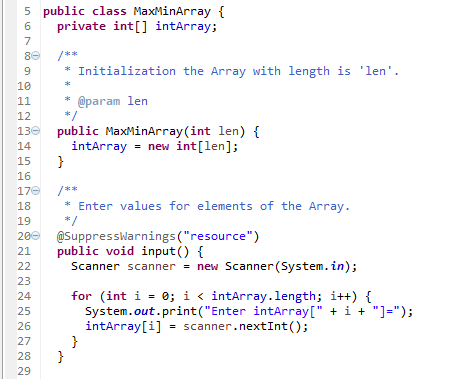 5 public class MaxMinArray {
6   private int[] intArray;
7
8   /**
9    * Initialization the Array with length is 'len'.
10    *
11    * @param len
12    */
13   public MaxMinArray(int len) {
14     intArray = new int[len];
15   }
16
17   /**
18    * Enter values for elements of the Array.
19    */
20   @SuppressWarnings("resource")
21   public void input() {
22     Scanner scanner = new Scanner(System.in);
23
24     for (int i = 0; i < intArray.length; i++) {
25       System.out.print("Enter intArray[" + i + "]=");
26       intArray[i] = scanner.nextInt();
27     }
28   }
29